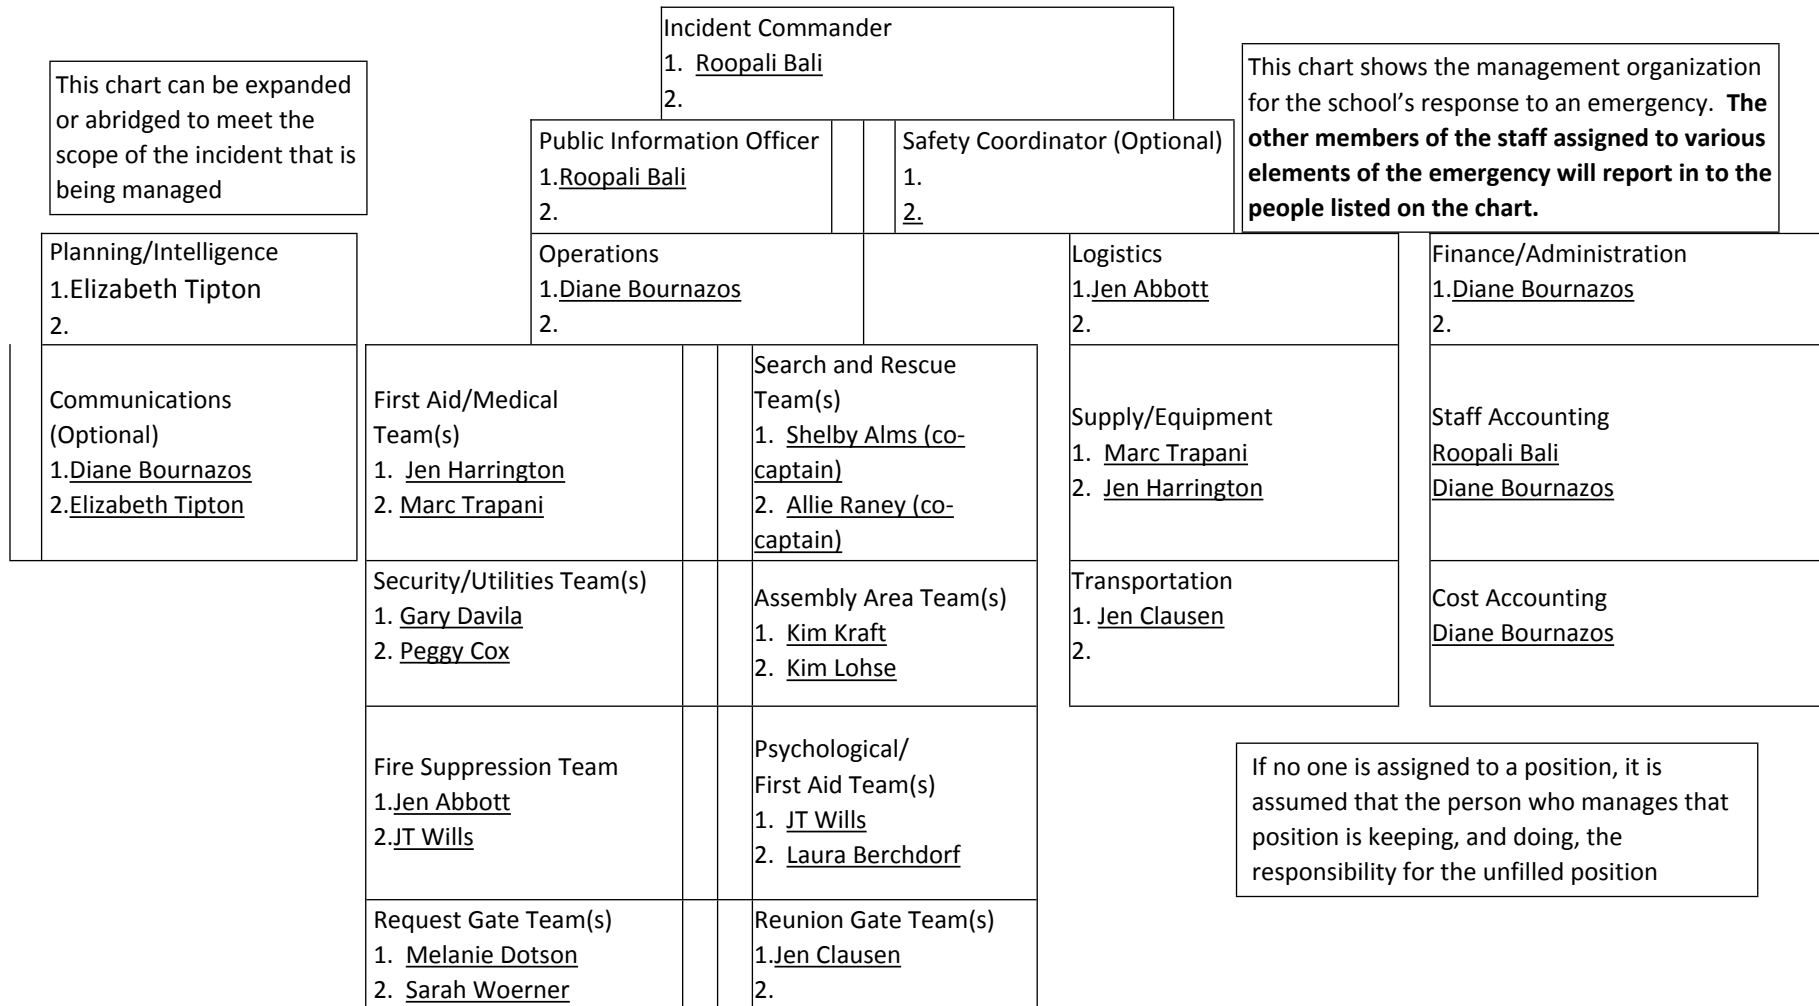 Incident Commander
1. Roopali Bali
2.
This chart can be expanded
or abridged to meet the
scope of the incident that is
being managed
This chart shows the management organization
for the school's response to an emergency. The
other members of the staff assigned to various
elements of the emergency will report in to the
people listed on the chart.
Public Information Officer
1.Roopali Bali
2.
Safety Coordinator (Optional)
1.
2.
Planning/Intelligence
1.Elizabeth Tipton
2.
Operations
1.Diane Bournazos
2.
Logistics
1.Jen Abbott
2.
Finance/Administration
1.Diane Bournazos
2.
Communications
(Optional)
1.Diane Bournazos
2.Elizabeth Tipton
First Aid/Medical
Team(s)
1. Jen Harrington
2. Marc Trapani
Search and Rescue
Team(s)
1. Shelby Alms (co-
captain)
2. Allie Raney (co-
captain)
Supply/Equipment
1. Marc Trapani
2. Jen Harrington
Staff Accounting
Roopali Bali
Diane Bournazos
Security/Utilities Team(s)
1. Gary Davila
2. Peggy Cox
Assembly Area Team(s)
1. Kim Kraft
2. Kim Lohse
Transportation
1. Jen Clausen
2.
Cost Accounting
Diane Bournazos
Fire Suppression Team
1.Jen Abbott
2.JT Wills
Psychological/
First Aid Team(s)
1. JT Wills
2. Laura Berchdorf
If no one is assigned to a position, it is
assumed that the person who manages that
position is keeping, and doing, the
responsibility for the unfilled position
Request Gate Team(s)
1. Melanie Dotson
2. Sarah Woerner
Reunion Gate Team(s)
1.Jen Clausen
2.